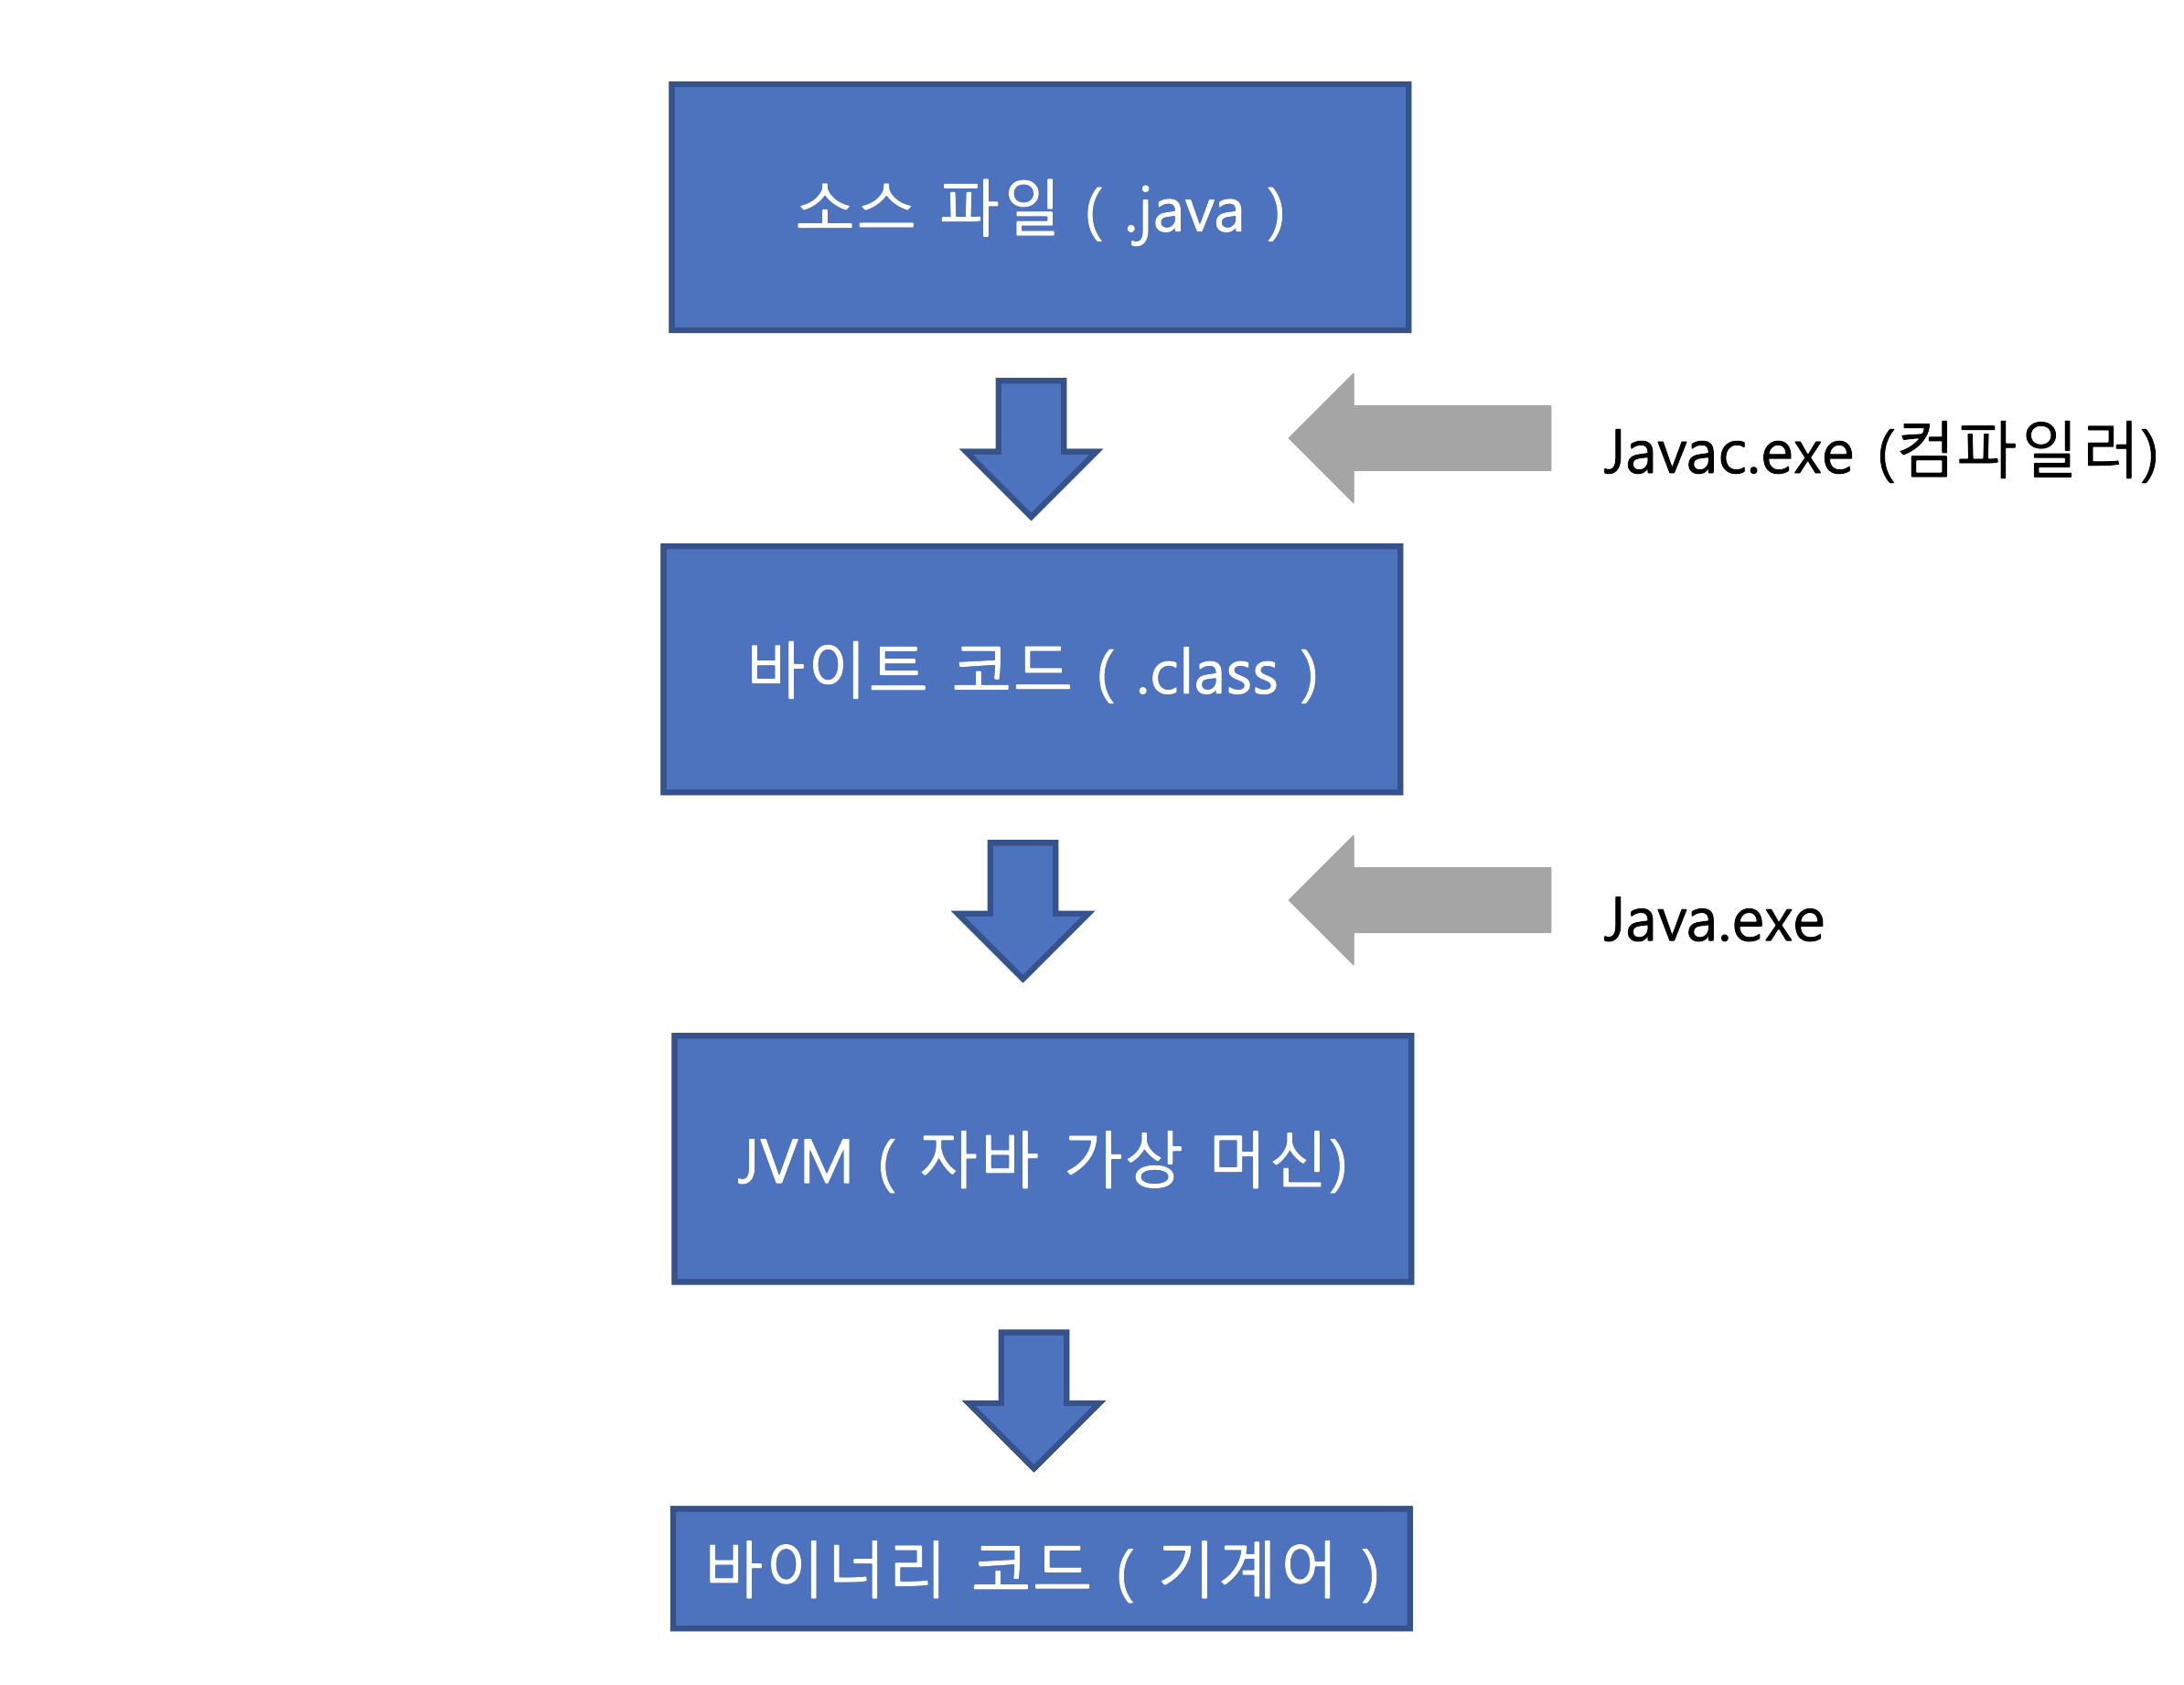 소스 파일 ( .java )
Javac.exe (컴파일러)
바이트 코드 ( .class )
Java.exe
JVM ( 자바 가상 머신)
바이너리 코드 ( 기계어 )